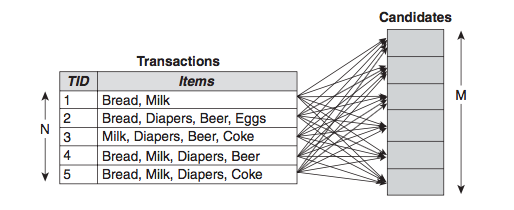 Candidates
Transactions
TID Items
1 Bread, Milk
2 Bread, Diapers, Beer, Eggs
3 Milk, Diapers, Beer, Coke
4 Bread, Milk, Diapers, Beer
5 Bread, Milk, Diapers, Coke
N
M